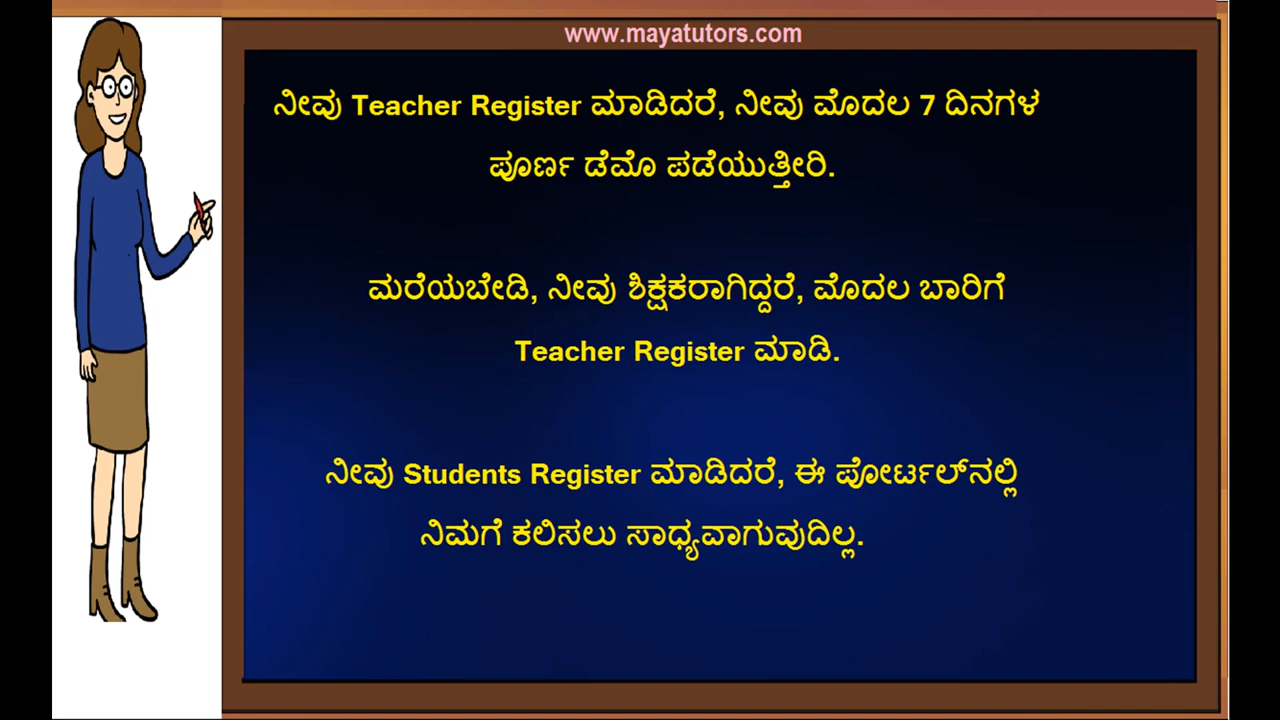 www.mayatutors.com
ನೀವು Teacher Register ಮಾಡಿದರೆ, ನೀವು ಮೊದಲ 7 ದಿನಗಳ
ಪೂರ್ಣ ಡೆಮೊ ಪಡೆಯುತ್ತೀರಿ.
ಮರೆಯಬೇಡಿ, ನೀವು ಶಿಕ್ಷಕರಾಗಿದ್ದರೆ, ಮೊದಲ ಬಾರಿಗೆ
Teacher Register ಮಾಡಿ.
ನೀವು Students Register ಮಾಡಿದರೆ, ಈ ಪೋರ್ಟಲ್‌ನಲ್ಲಿ
ನಿಮಗೆ ಕಲಿಸಲು ಸಾಧ್ಯವಾಗುವುದಿಲ್ಲ.